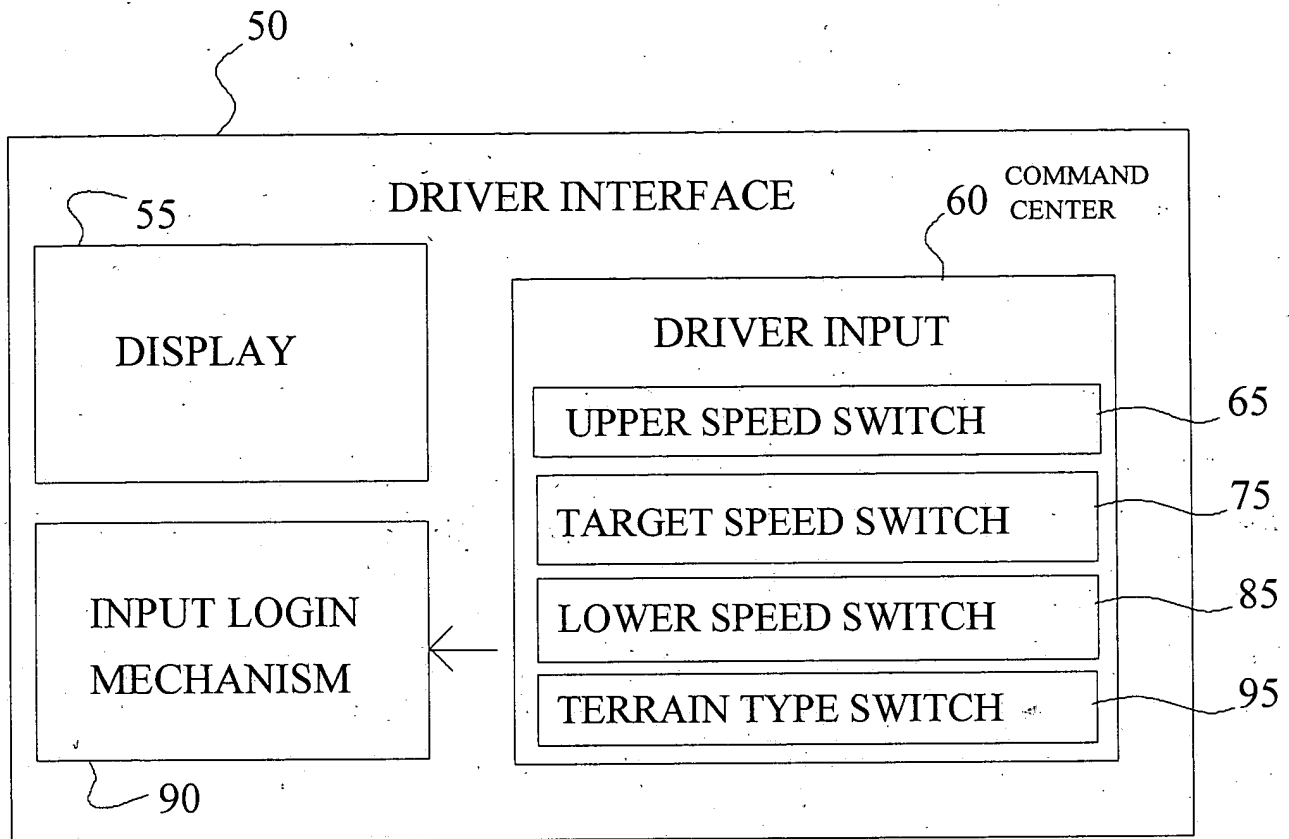 50
DRIVER INTERFACE
COMMAND
CENTER
55
60
DISPLAY
DRIVER INPUT
UPPER SPEED SWITCH
65
TARGET SPEED SWITCH
75
INPUT LOGIN
MECHANISM
LOWER SPEED SWITCH
85
TERRAIN TYPE SWITCH
95
90